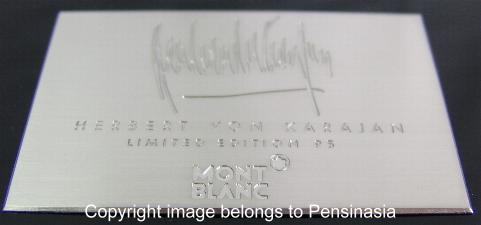 HERBERT VON KARAJAN
LIMITED EDITION 95
MONT
BLANC
Copyright image belongs to Pensinasia